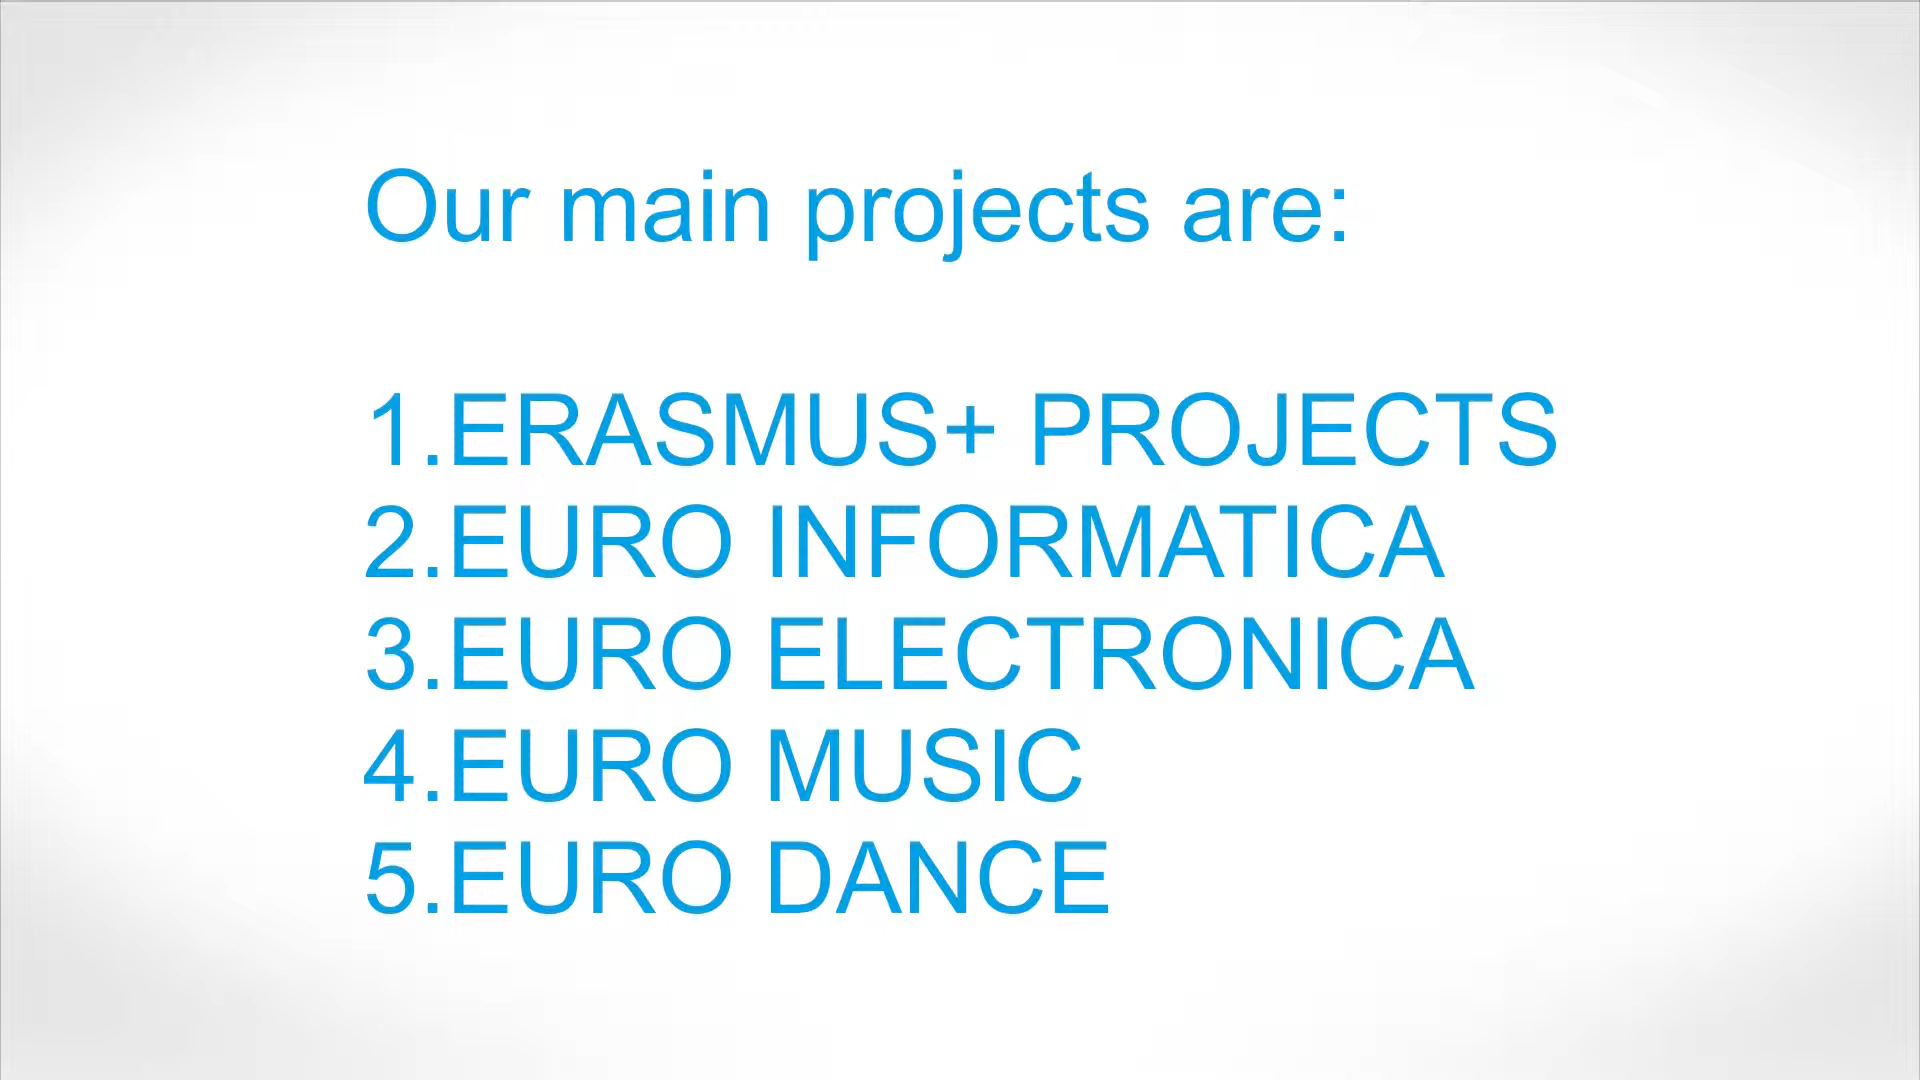 Our main projects are:
1.ERASMUS+ PROJECTS
2.EURO INFORMATICA
3.EURO ELECTRONICA
4.EURO MUSIC
5.EURO DANCE